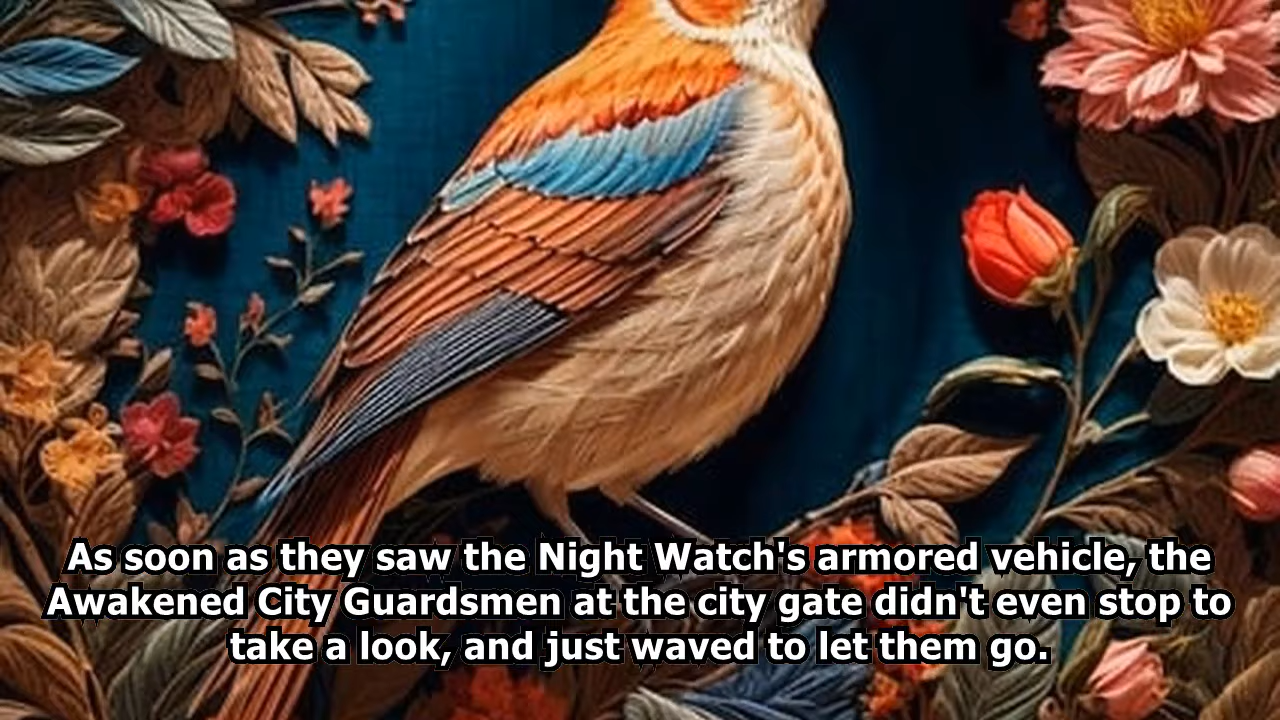 As soon as they saw the Night Watch's armored vehicle, the
Awakened City Guardsmen at the city gate didn't even stop to
take a look, and just waved to let them go.